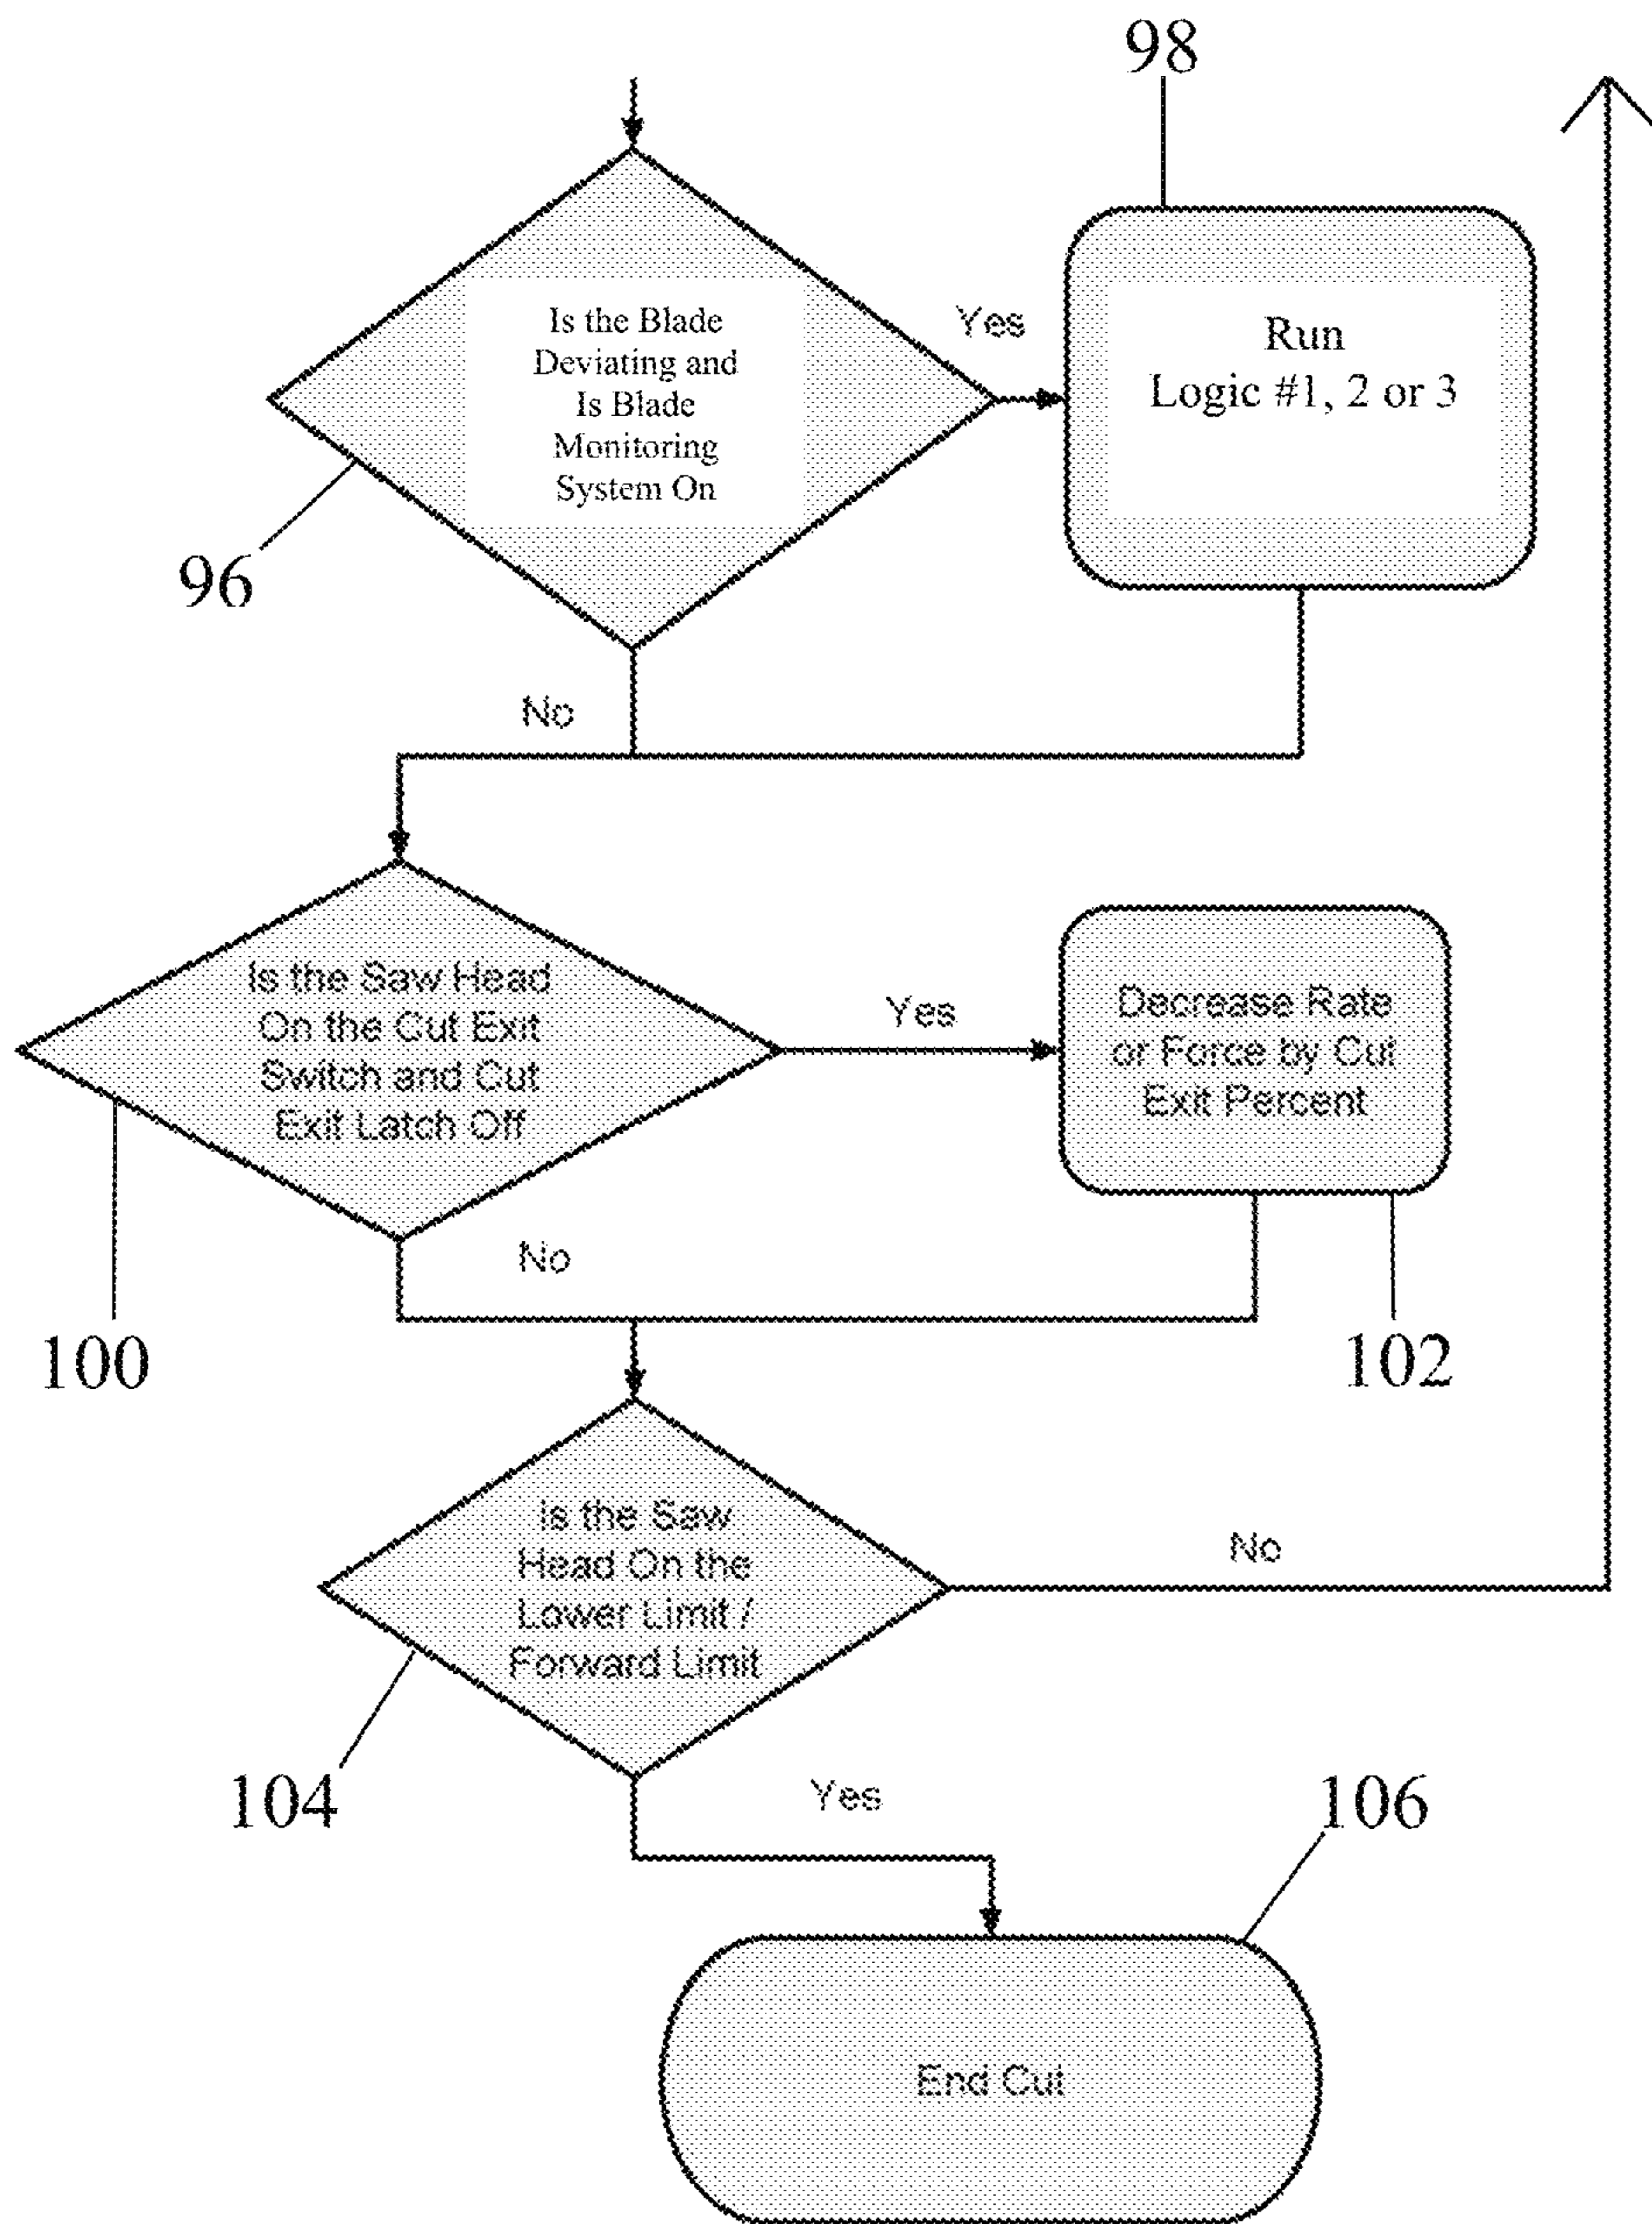 98
Is the Blade
Deviating and
Is Blade
Monitoring
System On
Yes
Run
Logic #1, 2 or 3
96
No
Is the Saw Head
On the Cut Exit
Switch and Cut
Exit Latch Off
Yes
Decrease Rate
or Force by Cut
Exit Percent
No
100
102
Is the Saw
Head On the
Lower Limit /
Forward Limit
No
104
Yes
106
End Cut